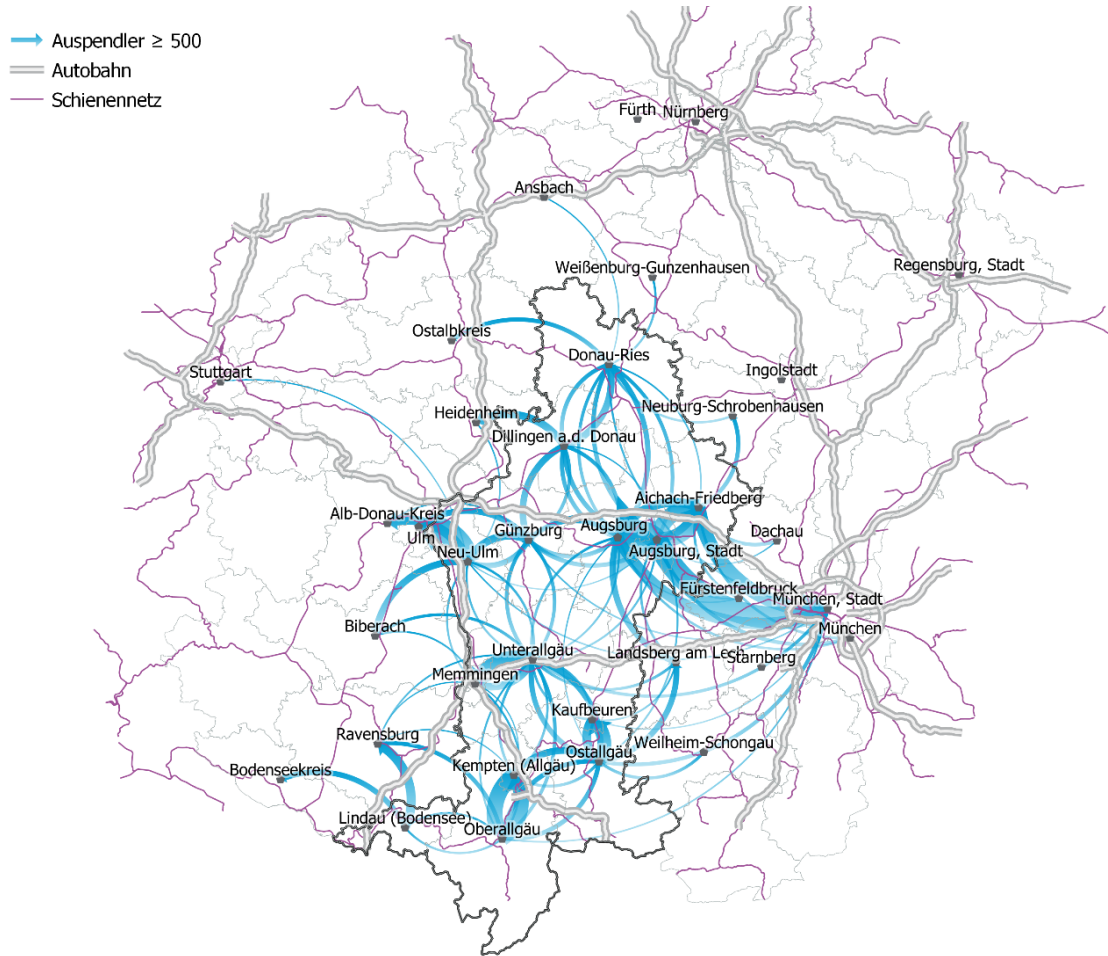 Auspendler ≥ 500
Autobahn
Schienennetz
Fürth
Nürnberg
Ansbach
Weißenburg-Gunzenhausen
Regensburg, Stadt
Ostalbkreis
Donau-Ries
Ingolstadt
Stuttgart
Heidenheim
Neuburg-Schrobenhausen
Dillingen a.d. Donau
Aichach-Friedberg
Alb-Donau-Kreis
Ulm
Günzburg
Augsburg
Dachau
Neu-Ulm
Augsburg, Stadt
Fürstenfeldbruck
München, Stadt
Biberach
München
Unterallgäu
Landsberg am Lech
Starnberg
Memmingen
Kaufbeuren
Ravensburg
Ostallgäu
Weilheim-Schongau
Bodenseekreis
Kempten (Allgäu)
Lindau (Bodensee)
Oberallgäu